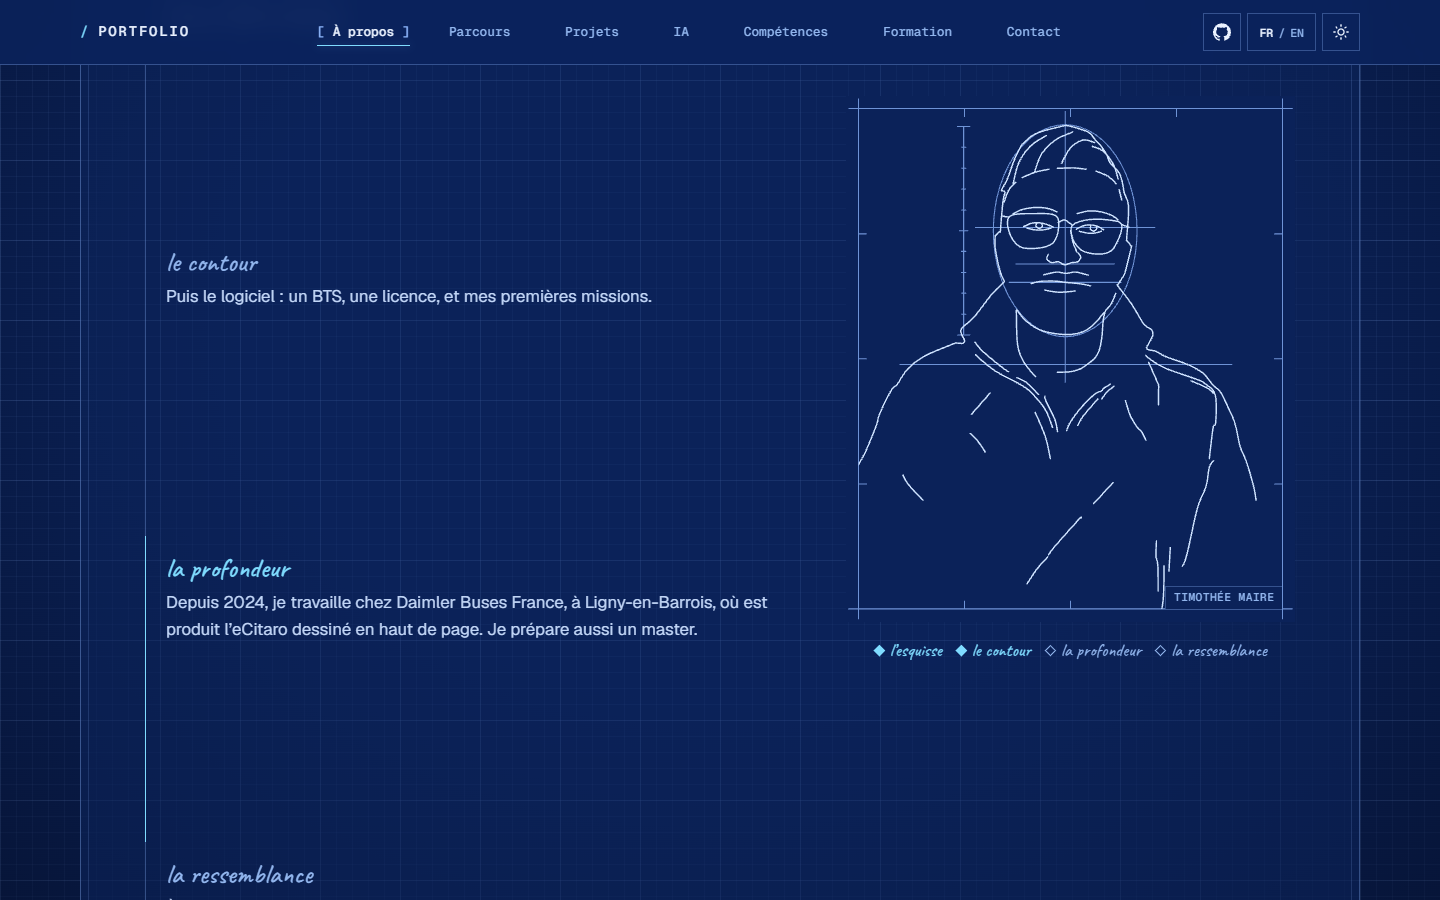 / PORTFOLIO
[ À propos ]
Parcours
Projets
IA
Compétences
Formation
Contact
FR / EN
le contour
Puis le logiciel : un BTS, une licence, et mes premières missions.
la profondeur
Depuis 2024, je travaille chez Daimler Buses France, à Ligny-en-Barrois, où est
produit l’eCitaro dessiné en haut de page. Je prépare aussi un master.
TIMOTHÉE MAIRE
l’esquisse
le contour
la profondeur
la ressemblance
la ressemblance